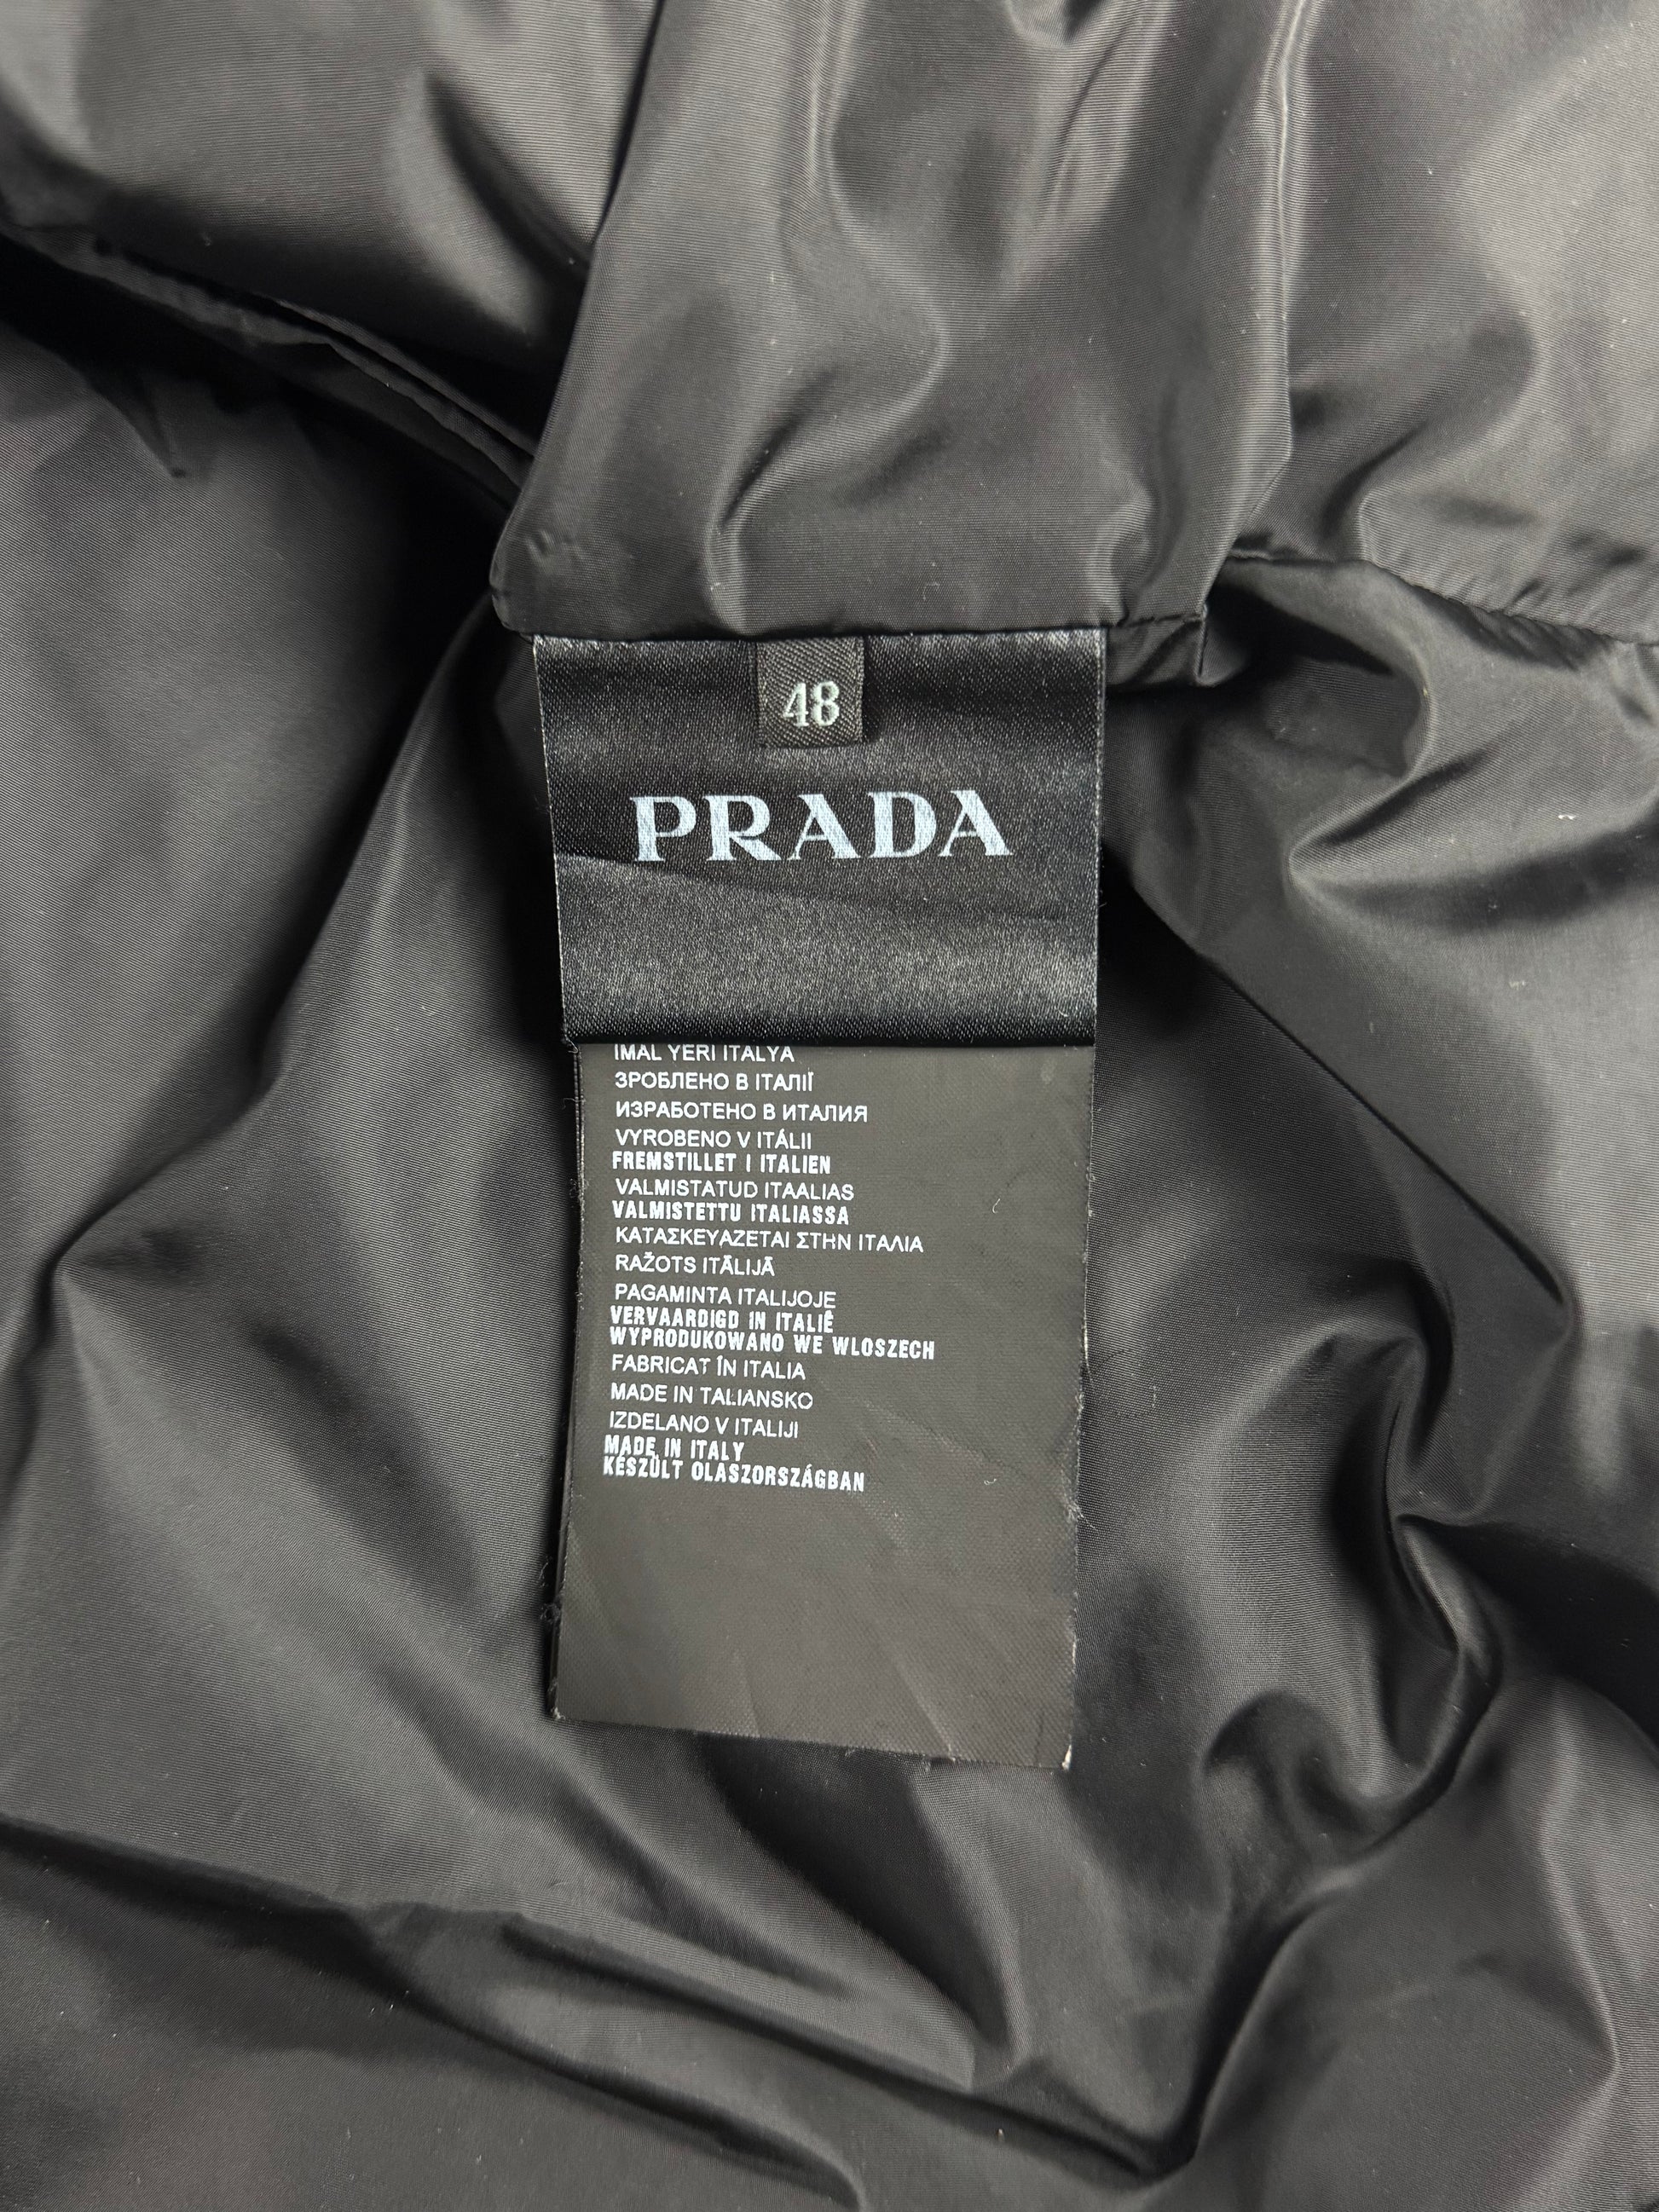 48
PRADA
IMAL YERI ITALYA
ЗРОБЛЕНО В ІТАЛІЇ
ИЗРАБОТЕНО В ИТАЛИЯ
VYROBENO V ITÁLII
FREMSTILLET I ITALIEN
VALMISTATUD ITAALIAS
VALMISTETTU ITALIASSA
ΚΑΤΑΣΚΕΥΑΖΕΤΑΙ ΣΤΗΝ ΙΤΑΛΙΑ
RAŽOTS ITĀLIJĀ
PAGAMINTA ITALIJOJE
VERVAARDIGD IN ITALIË
WYPRODUKOWANO WE WLOSZECH
FABRICAT ÎN ITALIA
MADE IN TALIANSKO
IZDELANO V ITALIJI
MADE IN ITALY
KÉSZÜLT OLASZORSZÁGBAN